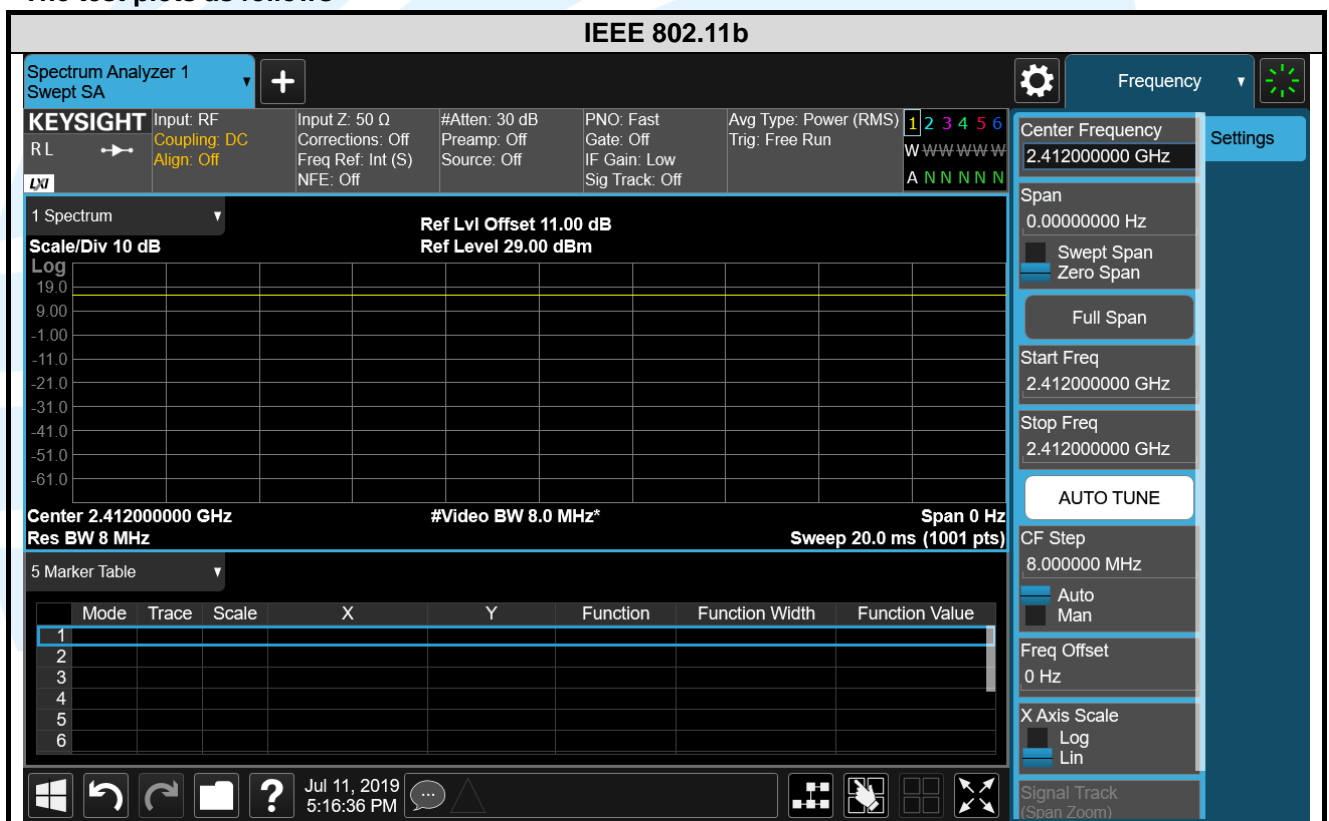 The test plots as follows
IEEE 802.11b
Spectrum Analyzer 1
Swept SA
Frequency
KEYSIGHT
R L
LXI
Input: RF
Coupling: DC
Align: Off
Input Z: 50 Ω
Corrections: Off
Freq Ref: Int (S)
NFE: Off
#Atten: 30 dB
Preamp: Off
Source: Off
PNO: Fast
Gate: Off
IF Gain: Low
Sig Track: Off
Avg Type: Power (RMS)
Trig: Free Run
1 2 3 4 5 6
W W W W W W
A N N N N N
1 Spectrum
Scale/Div 10 dB
Ref Lvl Offset 11.00 dB
Ref Level 29.00 dBm
Log
19.0
9.00
-1.00
-11.0
-21.0
-31.0
-41.0
-51.0
-61.0
Center 2.412000000 GHz
#Video BW 8.0 MHz*
Span 0 Hz
Res BW 8 MHz
Sweep 20.0 ms (1001 pts)
5 Marker Table
Mode Trace Scale X Y Function Function Width Function Value
1
2
3
4
5
6
Jul 11, 2019
5:16:36 PM
Center Frequency
2.412000000 GHz
Settings
Span
0.00000000 Hz
Swept Span
Zero Span
Full Span
Start Freq
2.412000000 GHz
Stop Freq
2.412000000 GHz
AUTO TUNE
CF Step
8.000000 MHz
Auto
Man
Freq Offset
0 Hz
X Axis Scale
Log
Lin
Signal Track
(Span Zoom)